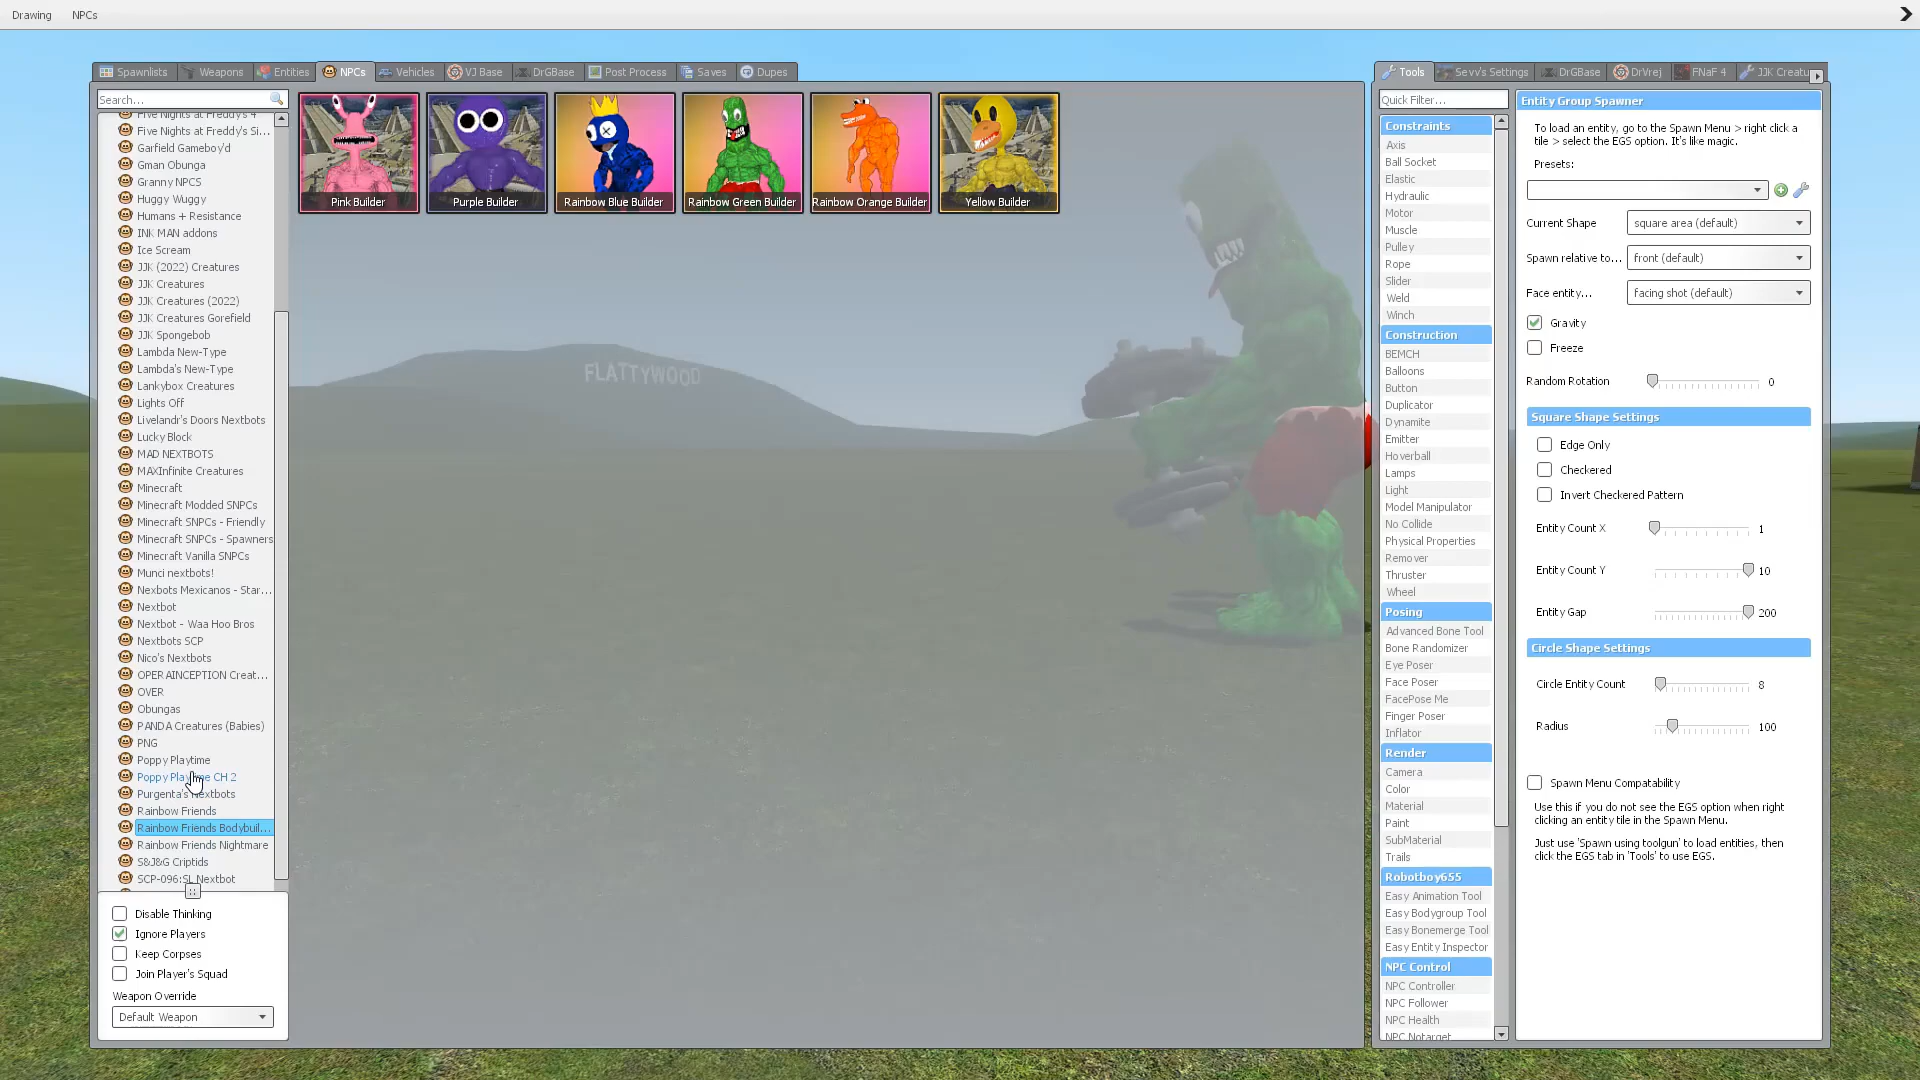 Drawing NPCs
Spawnlists Weapons Entities NPCs Vehicles VJ Base DrGBase Post Process Saves Dupes
Search...
Five Nights at Freddy's 4
Five Nights at Freddy's Si...
Garfield Gameboy'd
Gman Obunga
Granny NPCS
Huggy Wuggy
Humans + Resistance
INK MAN addons
Ice Scream
JJK (2022) Creatures
JJK Creatures
JJK Creatures (2022)
JJK Creatures Gorefield
JJK Spongebob
Lambda New-Type
Lambda's New-Type
Lankybox Creatures
Lights Off
Livelandr's Doors Nextbots
Lucky Block
MAD NEXTBOTS
MAXInfinite Creatures
Minecraft
Minecraft Modded SNPCs
Minecraft SNPCs - Friendly
Minecraft SNPCs - Spawners
Minecraft Vanilla SNPCs
Munci nextbots!
Nexbots Mexicanos - Star...
Nextbot
Nextbot - Waa Hoo Bros
Nextbots SCP
Nico's Nextbots
OPERAINCEPTION Creat...
OVER
Obungas
PANDA Creatures (Babies)
PNG
Poppy Playtime
Poppy Playtime CH 2
Purgenta's Nextbots
Rainbow Friends
Rainbow Friends Bodybuil...
Rainbow Friends Nightmare
S&J&G Criptids
SCP-096:SL Nextbot
Disable Thinking
Ignore Players
Keep Corpses
Join Player's Squad
Weapon Override
Default Weapon
Pink Builder Purple Builder Rainbow Blue Builder Rainbow Green Builder Rainbow Orange Builder Yellow Builder
FLATTYWOOD
Tools Sevv's Settings DrGBase DrVrej FNaF 4 JJK Creatu
Quick Filter...
Constraints
Axis
Ball Socket
Elastic
Hydraulic
Motor
Muscle
Pulley
Rope
Slider
Weld
Winch
Construction
BEMCH
Balloons
Button
Duplicator
Dynamite
Emitter
Hoverball
Lamps
Light
Model Manipulator
No Collide
Physical Properties
Remover
Thruster
Wheel
Posing
Advanced Bone Tool
Bone Randomizer
Eye Poser
Face Poser
FacePose Me
Finger Poser
Inflator
Render
Camera
Color
Material
Paint
SubMaterial
Trails
Robotboy655
Easy Animation Tool
Easy Bodygroup Tool
Easy Bonemerge Tool
Easy Entity Inspector
NPC Control
NPC Controller
NPC Follower
NPC Health
NPC Notarget
Entity Group Spawner
To load an entity, go to the Spawn Menu > right click a
tile > select the EGS option. It's like magic.
Presets:
Current Shape square area (default)
Spawn relative to... front (default)
Face entity... facing shot (default)
Gravity
Freeze
Random Rotation 0
Square Shape Settings
Edge Only
Checkered
Invert Checkered Pattern
Entity Count X 1
Entity Count Y 10
Entity Gap 200
Circle Shape Settings
Circle Entity Count 8
Radius 100
Spawn Menu Compatability
Use this if you do not see the EGS option when right
clicking an entity tile in the Spawn Menu.
Just use 'Spawn using toolgun' to load entities, then
click the EGS tab in 'Tools' to use EGS.